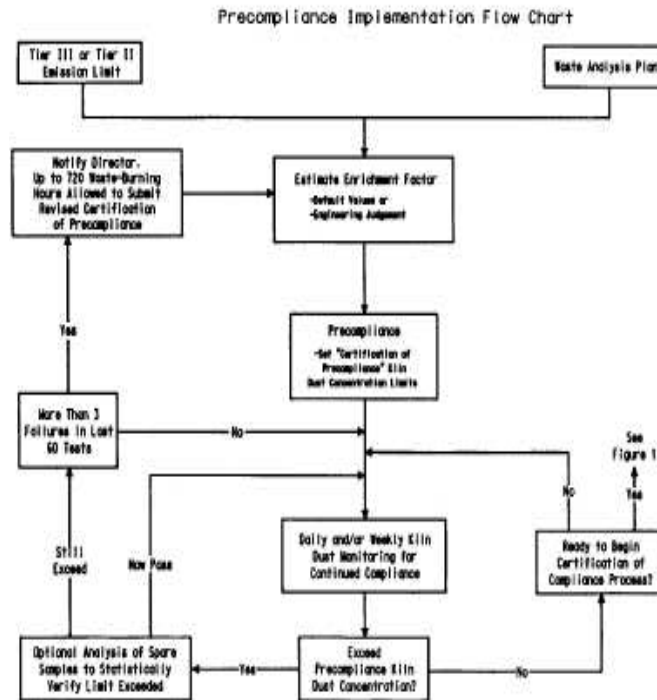 Precompliance Implementation Flow Chart
Tier III or Tier II
Emission Limit
Waste Analysis Plan
Notify Director.
Up to 720 Waste-Burning
Hours Allowed to Submit
Revised Certification
of Precompliance
Estimate Enrichment Factor
-Default Value or
-Engineering Judgment
Yes
Precompliance
-Set "Certification of
Precompliance" Kiln
Dust Concentration Limits
More Than 3
Failures in Last
60 Tests
No
See
Figure 1
No
Yes
Still
Exceed
Now Pass
Daily and/or Weekly Kiln
Dust Monitoring for
Continued Compliance
Ready to Begin
Certification of
Compliance Process?
Optional Analysis of Spare
Samples to Statistically
Verify Limit Exceeded
Yes
Exceed
Precompliance Kiln
Dust Concentration?
No